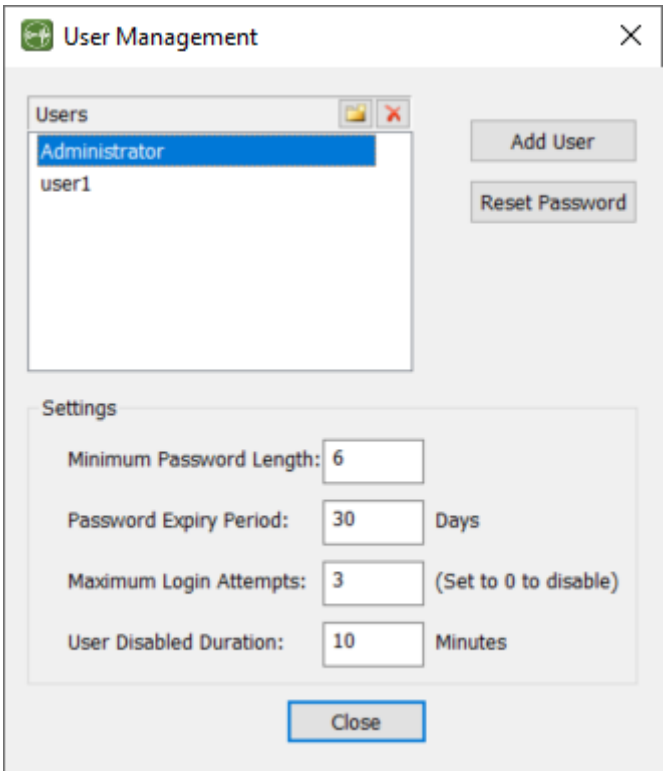 User Management
Users
Administrator
user1
Add User
Reset Password
Settings
Minimum Password Length: 6
Password Expiry Period: 30 Days
Maximum Login Attempts: 3 (Set to 0 to disable)
User Disabled Duration: 10 Minutes
Close